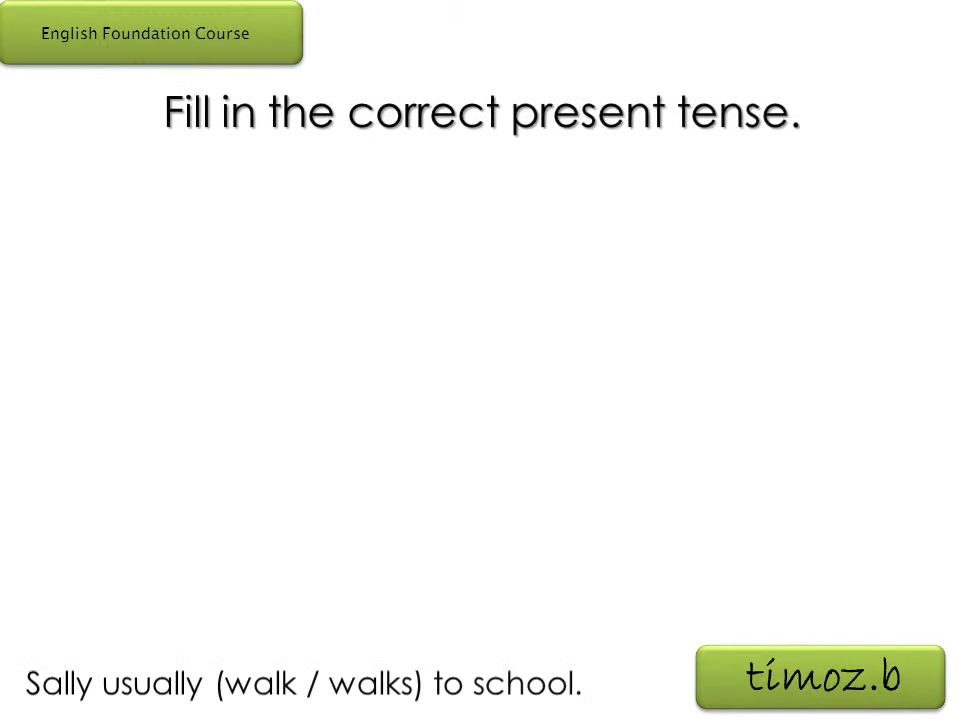 English Foundation Course
Fill in the correct present tense.
Sally usually (walk / walks) to school.
timoz.b